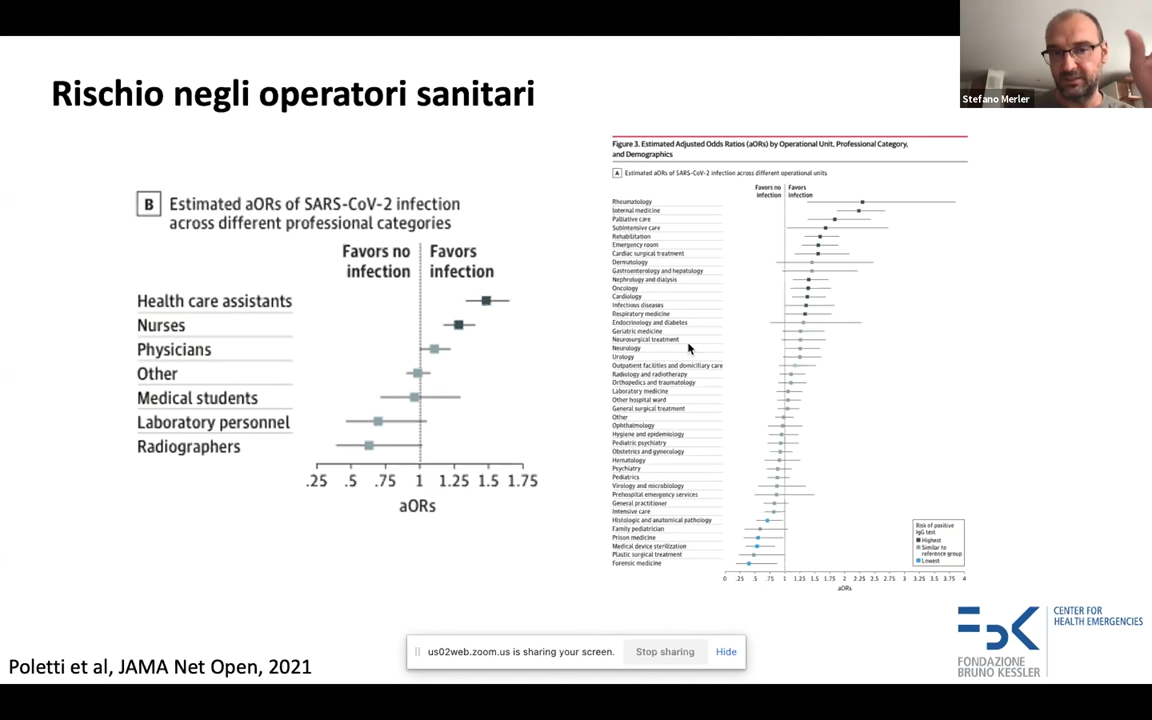 Stefano Merler
Rischio negli operatori sanitari
B Estimated aORs of SARS-CoV-2 infection
across different professional categories
Favors no Favors
infection infection
Health care assistants
Nurses
Physicians
Other
Medical students
Laboratory personnel
Radiographers
.25 .5 .75 1 1.25 1.5 1.75
aORs
Figure 3. Estimated Adjusted Odds Ratios (aORs) by Operational Unit, Professional Category,
and Demographics
A Estimated aORs of SARS-CoV-2 infection across different operational units
Favors no Favors
infection infection
Rheumatology
Internal medicine
Palliative care
Subintensive care
Rehabilitation
Emergency room
Cardiac surgical treatment
Dermatology
Gastroenterology and hepatology
Nephrology and dialysis
Oncology
Cardiology
Infectious diseases
Respiratory medicine
Endocrinology and diabetes
Geriatric medicine
Neurosurgical treatment
Neurology
Urology
Outpatient facilities and domiciliary care
Radiology and radiotherapy
Orthopedics and traumatology
Laboratory medicine
Other hospital ward
General surgical treatment
Other
Ophthalmology
Hygiene and epidemiology
Pediatric psychiatry
Obstetrics and gynecology
Hematology
Psychiatry
Pediatrics
Virology and microbiology
Prehospital emergency services
General practitioner
Intensive care
Histologic and anatomical pathology
Family pediatrician
Prison medicine
Medical device sterilization
Plastic surgical treatment
Forensic medicine
Risk of positive
IgG test
Highest
Similar to
reference group
Lowest
0 .25 .5 .75 1 1.25 1.5 1.75 2 2.25 2.5 2.75 3 3.25 3.5 3.75 4
aORs
us02web.zoom.us is sharing your screen. Stop sharing Hide
Poletti et al, JAMA Net Open, 2021
FBK
CENTER FOR
HEALTH EMERGENCIES
FONDAZIONE
BRUNO KESSLER